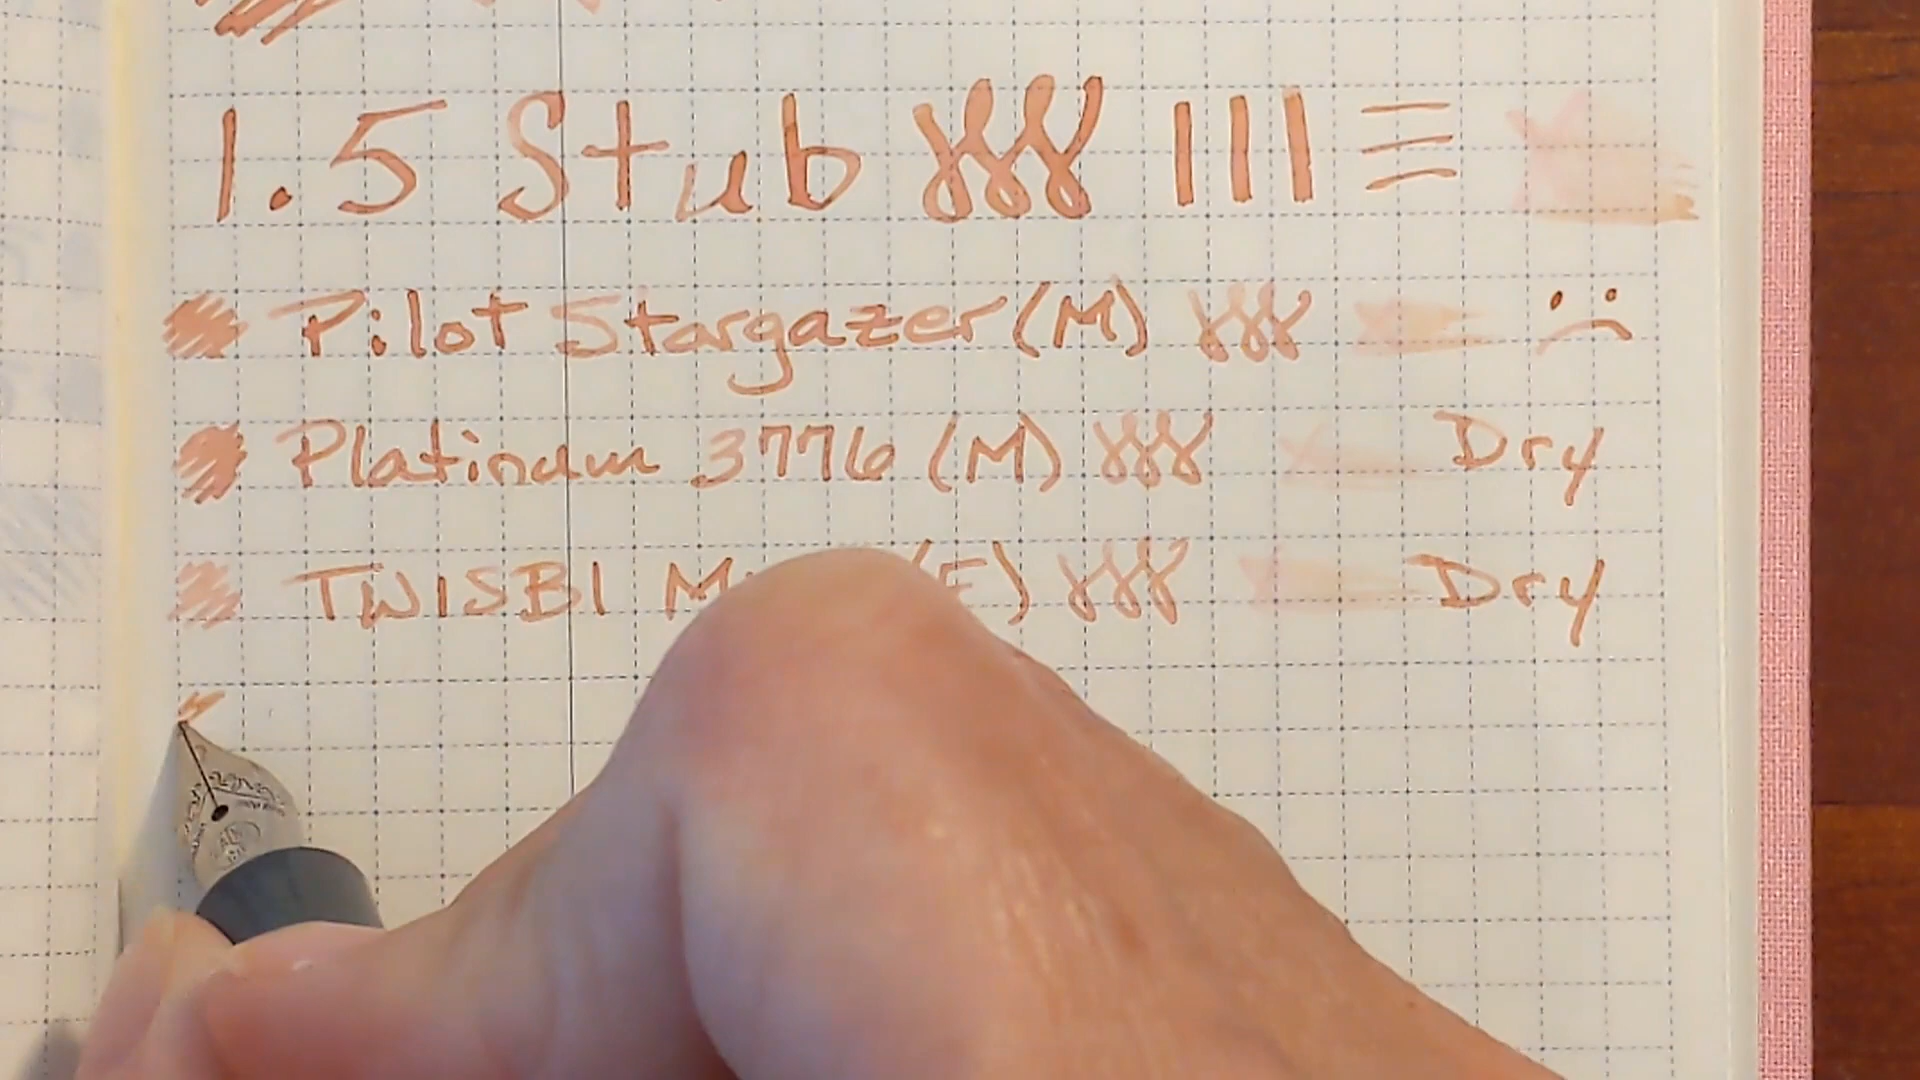 1.5 Stub
Pilot Stargazer (M)
Platinum 3776 (M) Dry
TWISBI (F) Dry